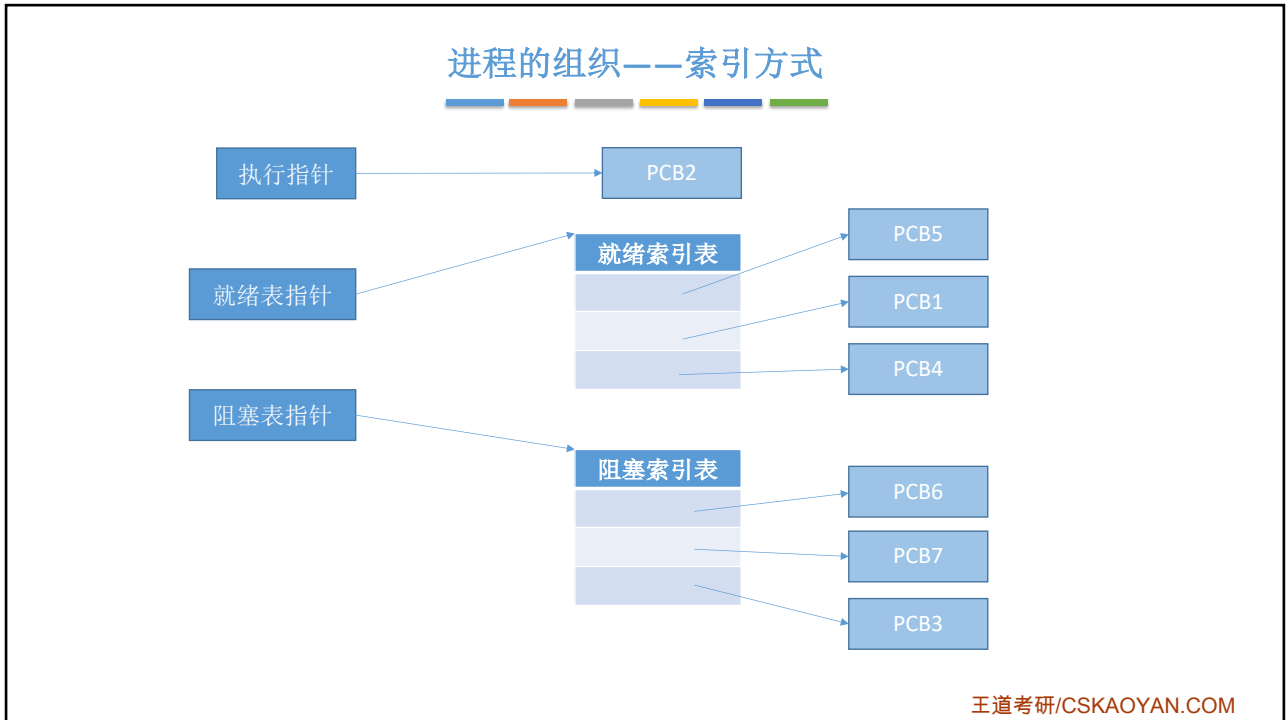 进程的组织——索引方式
执行指针
PCB2
就绪表指针
就绪索引表
PCB5
PCB1
PCB4
阻塞表指针
阻塞索引表
PCB6
PCB7
PCB3
王道考研/CSKAOYAN.COM